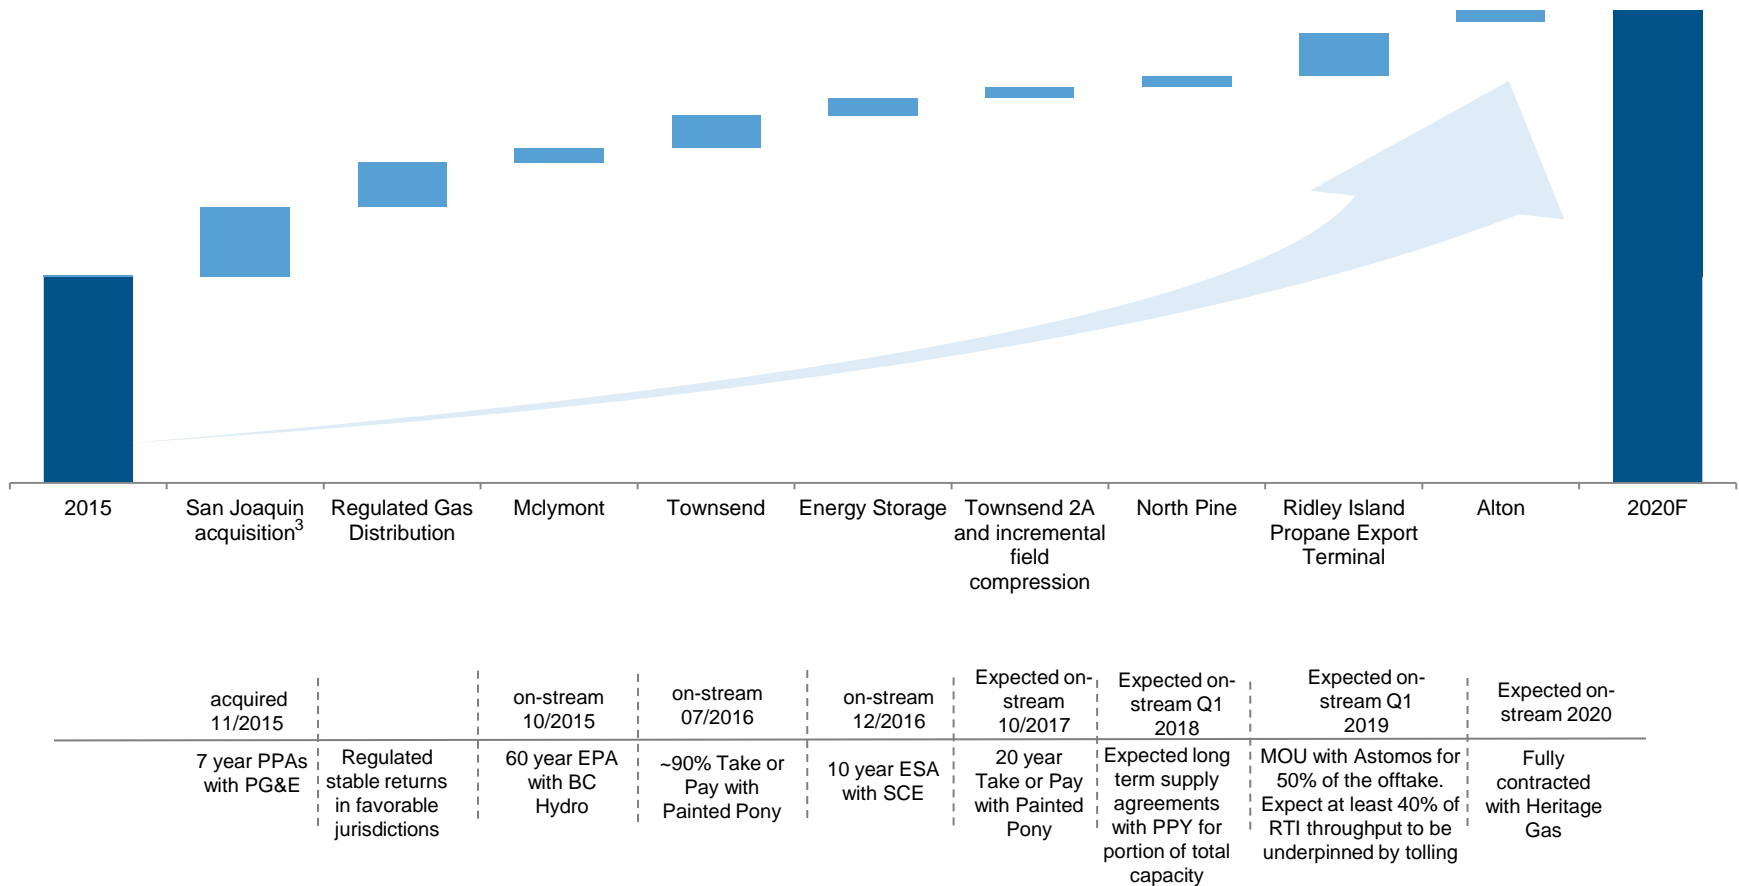 2015
San Joaquin
acquisition3
Regulated Gas
Distribution
Mclymont
Townsend
Energy Storage
Townsend 2A
and incremental
field
compression
North Pine
Ridley Island
Propane Export
Terminal
Alton
2020F
acquired
11/2015
on-stream
10/2015
on-stream
07/2016
on-stream
12/2016
Expected on-
stream
10/2017
Expected on-
stream Q1
2018
Expected on-
stream Q1
2019
Expected on-
stream 2020
7 year PPAs
with PG&E
Regulated
stable returns
in favorable
jurisdictions
60 year EPA
with BC
Hydro
~90% Take or
Pay with
Painted Pony
10 year ESA
with SCE
20 year
Take or Pay
with Painted
Pony
Expected long
term supply
agreements
with PPY for
portion of total
capacity
MOU with Astomos for
50% of the offtake.
Expect at least 40% of
RTI throughput to be
underpinned by tolling
Fully
contracted
with Heritage
Gas